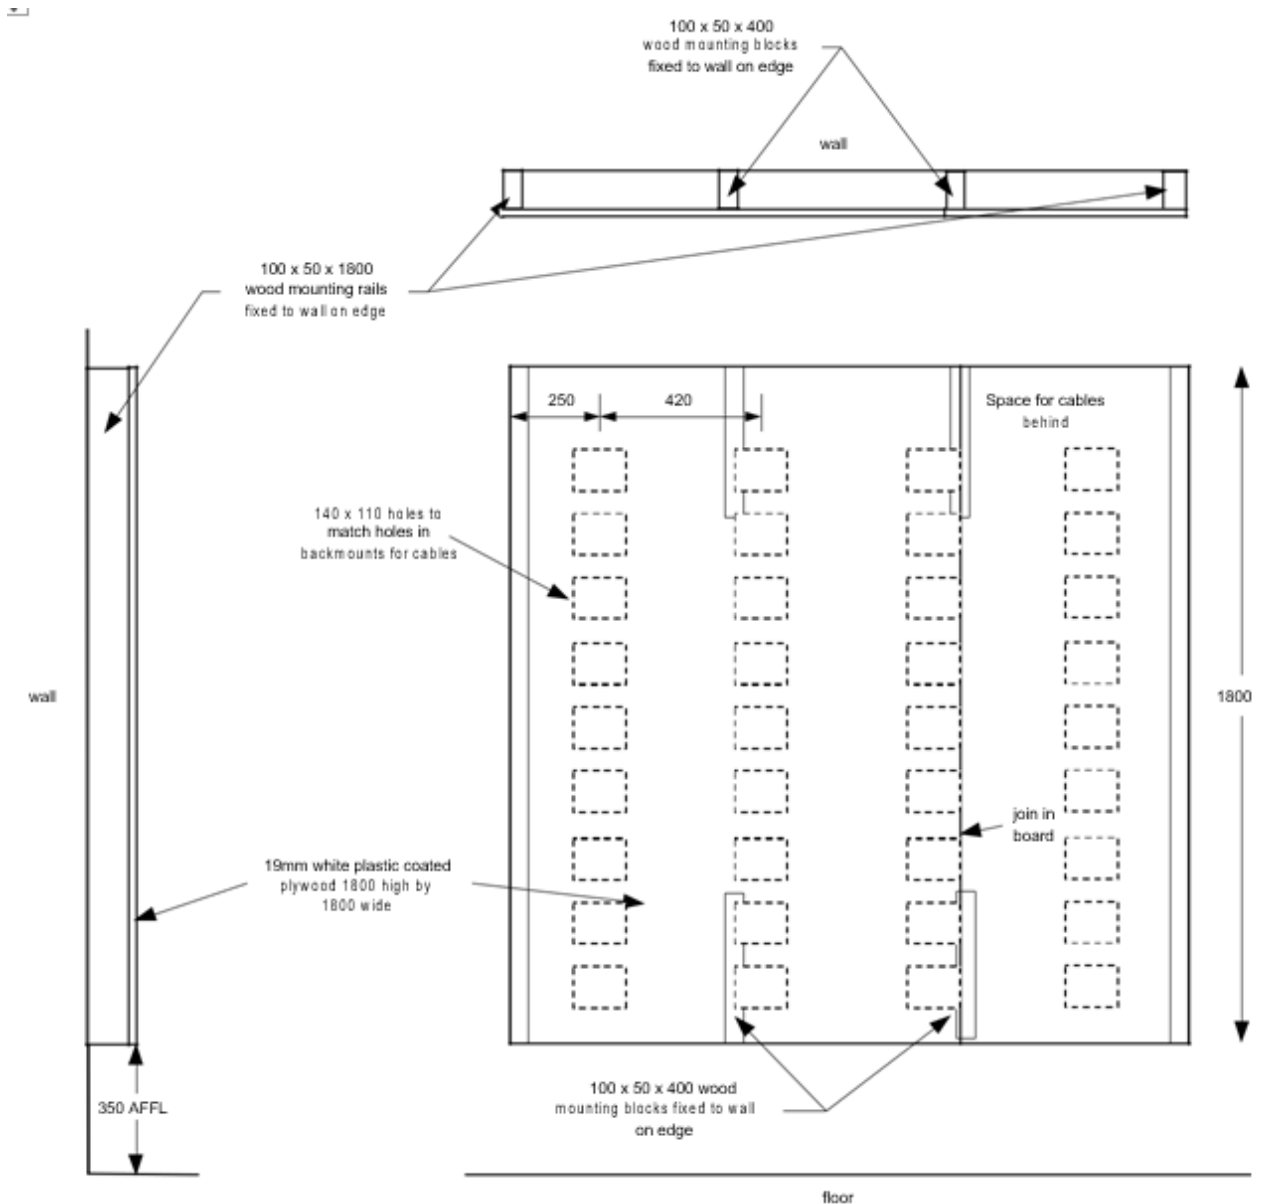 100 x 50 x 400
wood mounting blocks
fixed to wall on edge
wall
100 x 50 x 1800
wood mounting rails
fixed to wall on edge
250
420
Space for cables
behind
140 x 110 holes to
match holes in
backmounts for cables
wall
1800
join in
board
19mm white plastic coated
plywood 1800 high by
1800 wide
100 x 50 x 400 wood
mounting blocks fixed to wall
on edge
350 AFFL
floor